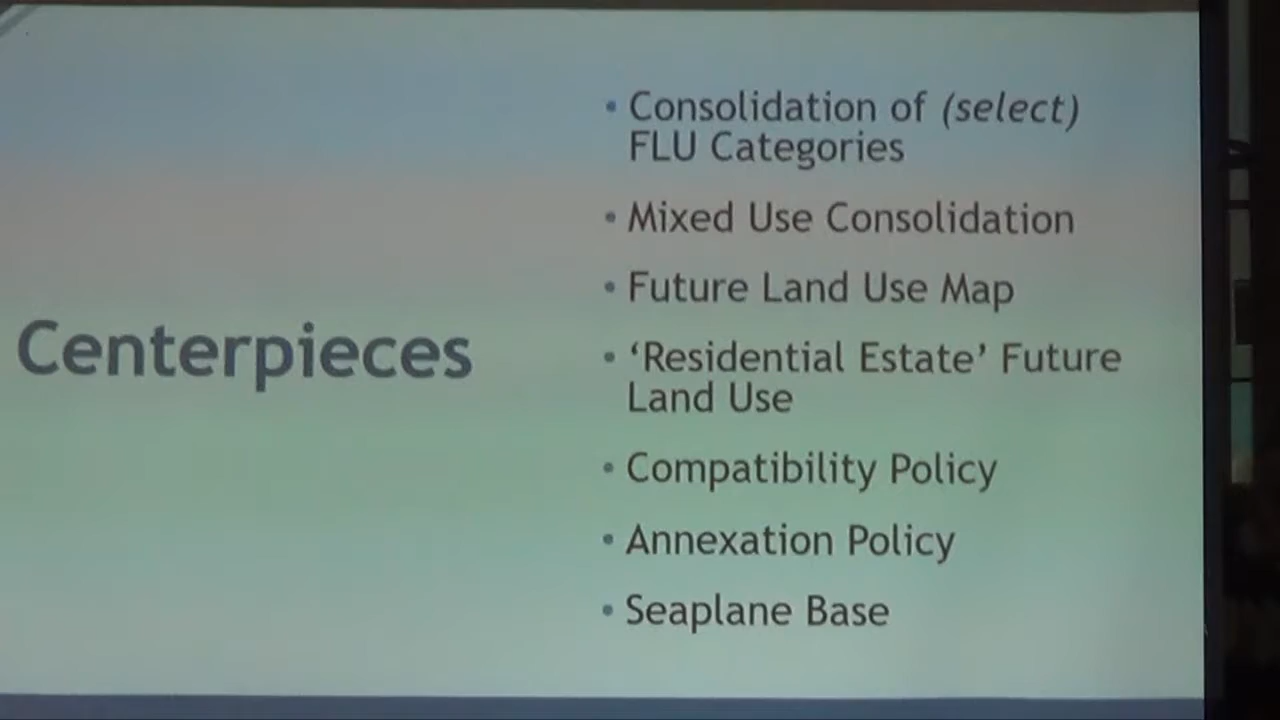 Centerpieces
• Consolidation of (select)
FLU Categories
• Mixed Use Consolidation
• Future Land Use Map
• ‘Residential Estate’ Future
Land Use
• Compatibility Policy
• Annexation Policy
• Seaplane Base